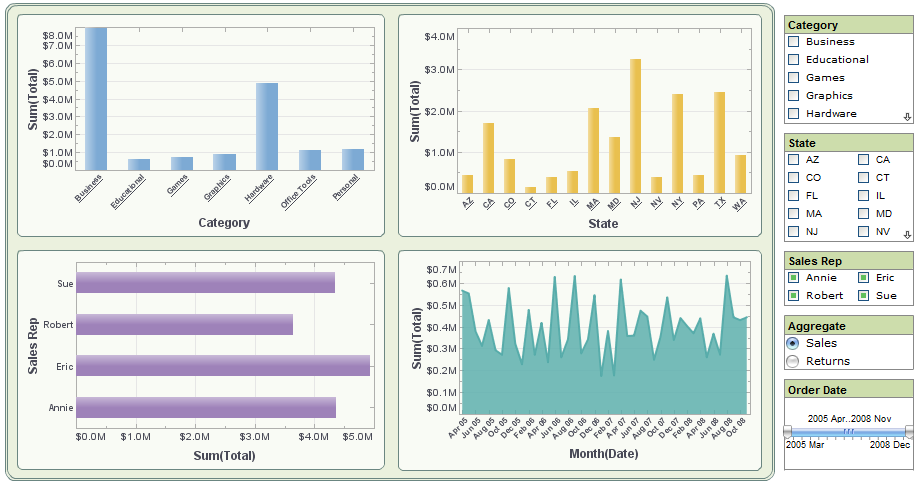 $8.0M
$7.0M
$6.0M
$5.0M
$4.0M
$3.0M
$2.0M
$1.0M
$0.0M
Sum(Total)
Business
Educational
Games
Graphics
Hardware
Office Tools
Personal
Category
$4.0M
$3.0M
$2.0M
$1.0M
$0.0M
Sum(Total)
AZ
CA
CO
CT
FL
IL
MA
MD
NJ
NV
NY
PA
TX
WA
State
Sales Rep
Sue
Robert
Eric
Annie
$0.0M $1.0M $2.0M $3.0M $4.0M $5.0M
Sum(Total)
$0.7M
$0.6M
$0.5M
$0.4M
$0.3M
$0.2M
$0.1M
$0.0M
Sum(Total)
Apr 05
Jun 05
Aug 05
Oct 05
Dec 05
Feb 06
Apr 06
Jun 06
Aug 06
Oct 06
Dec 06
Feb 07
Apr 07
Jun 07
Aug 07
Oct 07
Dec 07
Feb 08
Apr 08
Jun 08
Aug 08
Oct 08
Month(Date)
Category
Business
Educational
Games
Graphics
Hardware
State
AZ CA
CO CT
FL IL
MA MD
NJ NV
Sales Rep
Annie Eric
Robert Sue
Aggregate
Sales
Returns
Order Date
2005 Apr..2008 Nov
2005 Mar 2008 Dec